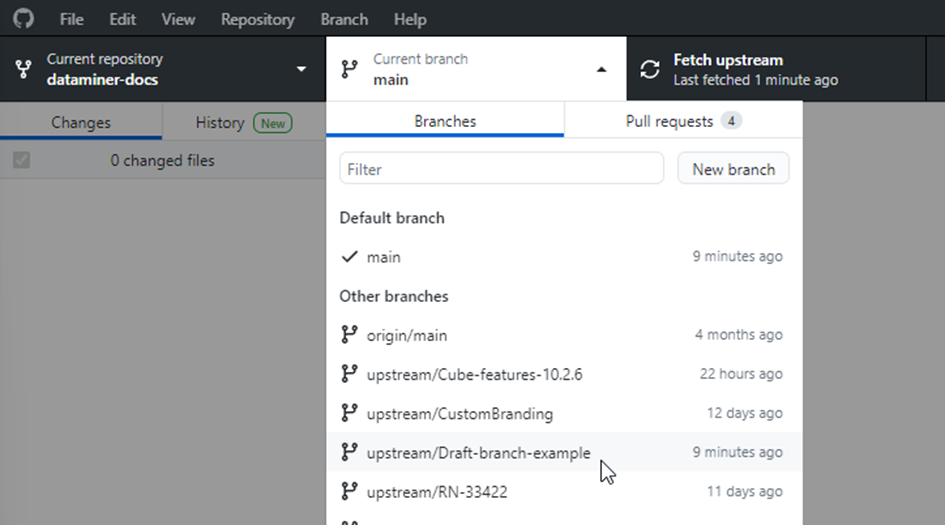 File Edit View Repository Branch Help
Current repository
dataminer-docs
Current branch
main
Fetch upstream
Last fetched 1 minute ago
Changes
History New
0 changed files
Branches
Pull requests 4
Filter
New branch
Default branch
main 9 minutes ago
Other branches
origin/main 4 months ago
upstream/Cube-features-10.2.6 22 hours ago
upstream/CustomBranding 12 days ago
upstream/Draft-branch-example 9 minutes ago
upstream/RN-33422 11 days ago